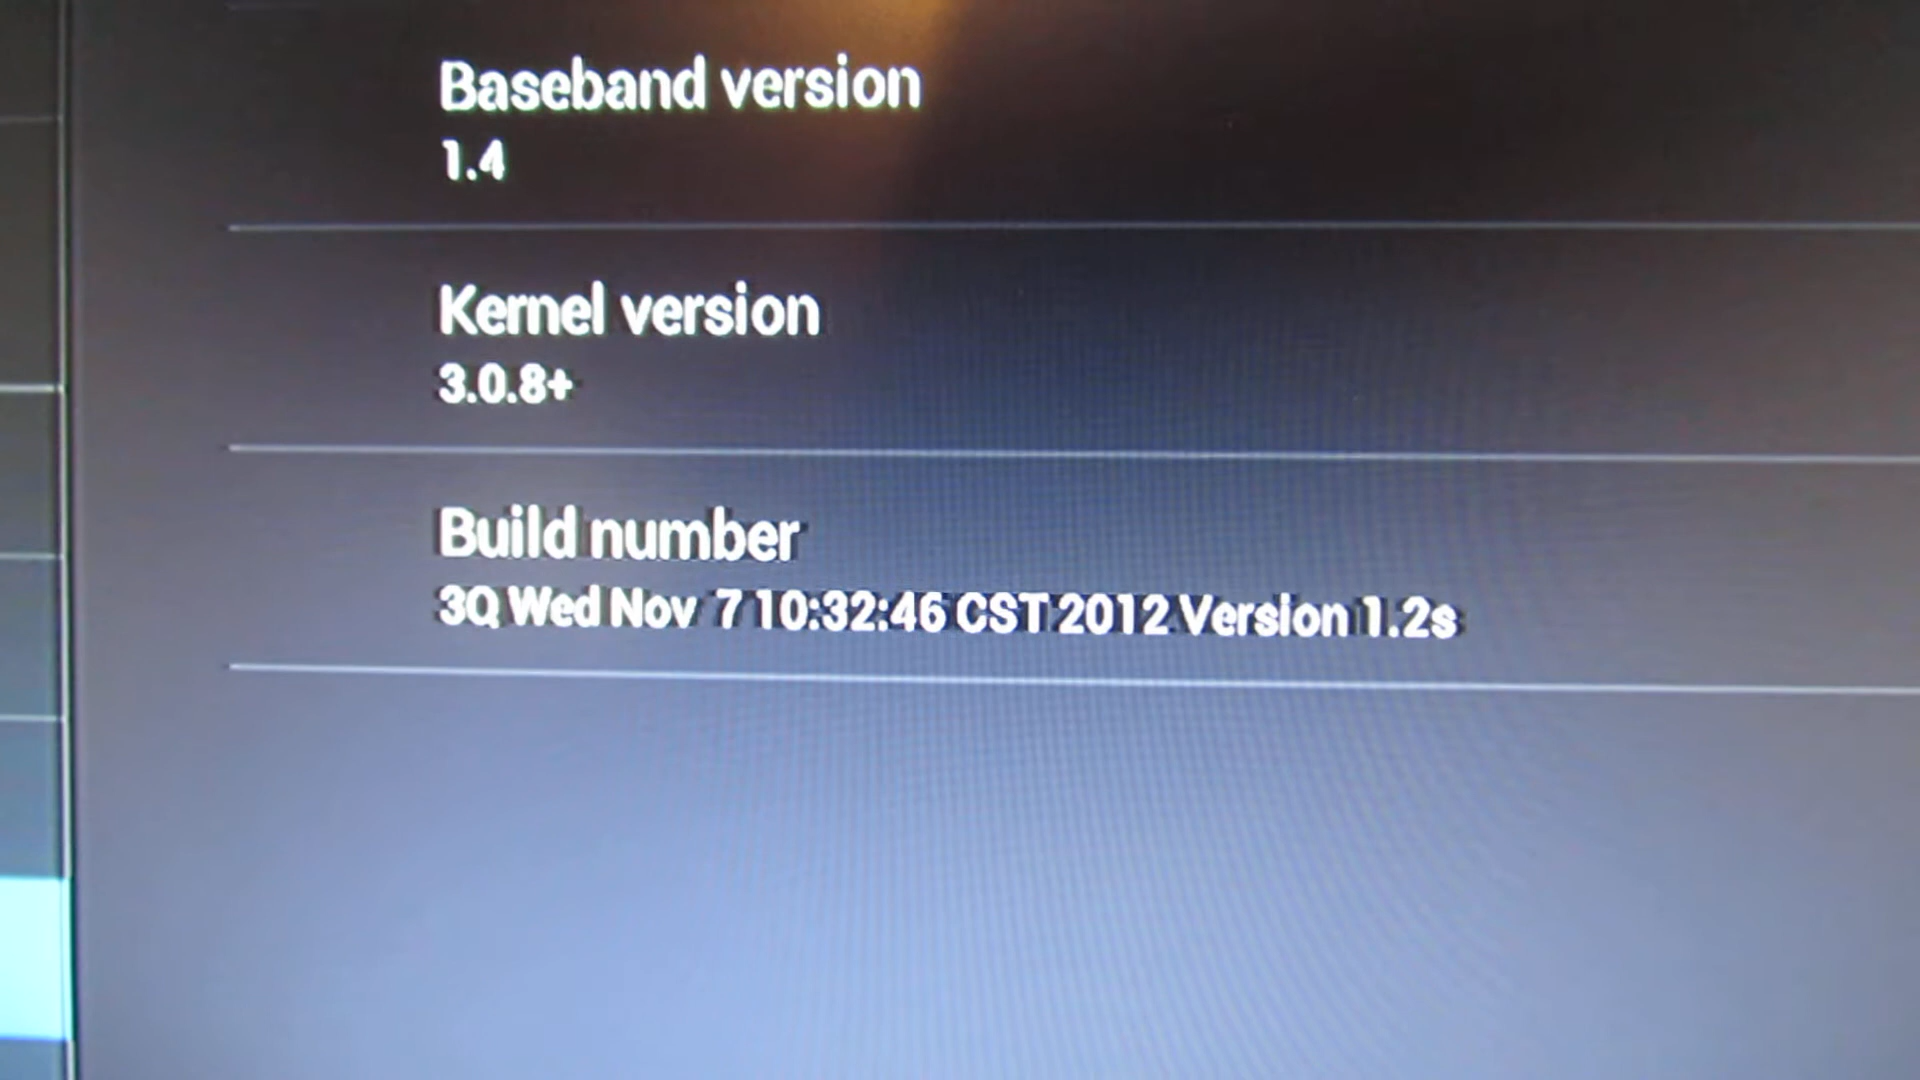 Baseband version
1.4
Kernel version
3.0.8+
Build number
3Q Wed Nov  7 10:32:46 CST 2012 Version 1.2s